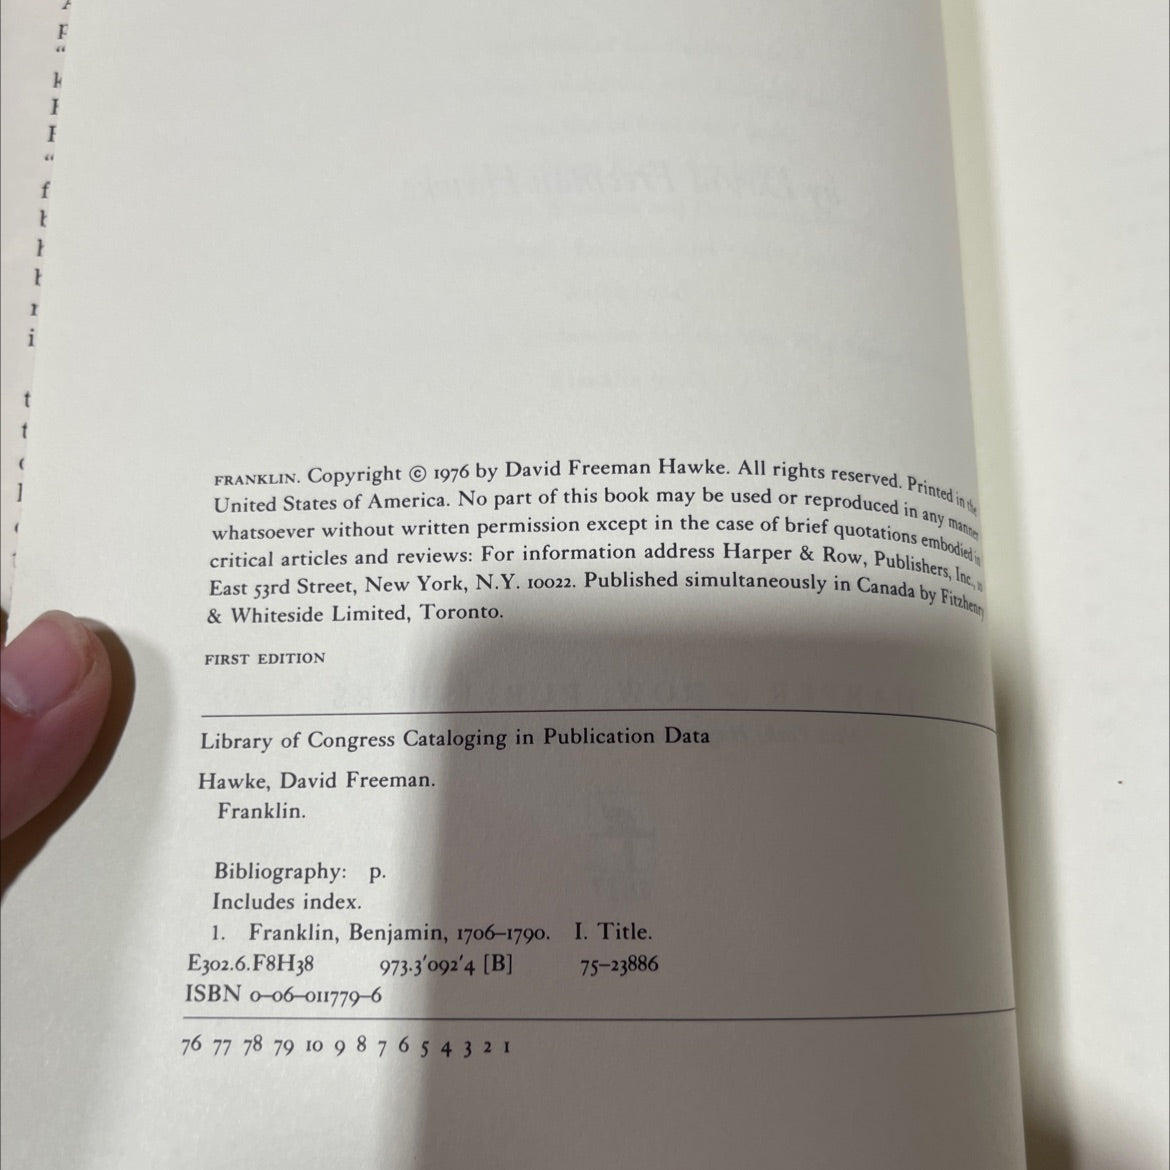 FRANKLIN. Copyright © 1976 by David Freeman Hawke. All rights reserved. Printed in the
United States of America. No part of this book may be used or reproduced in any manner
whatsoever without written permission except in the case of brief quotations embodied in
critical articles and reviews: For information address Harper & Row, Publishers, Inc.,
East 53rd Street, New York, N.Y. 10022. Published simultaneously in Canada by Fitzhenry
& Whiteside Limited, Toronto.
FIRST EDITION
Library of Congress Cataloging in Publication Data
Hawke, David Freeman.
Franklin.
Bibliography: p.
Includes index.
1. Franklin, Benjamin, 1706–1790. I. Title.
E302.6.F8H38 973.3'092'4 [B] 75–23886
ISBN 0–06–011779–6
76 77 78 79 10 9 8 7 6 5 4 3 2 1